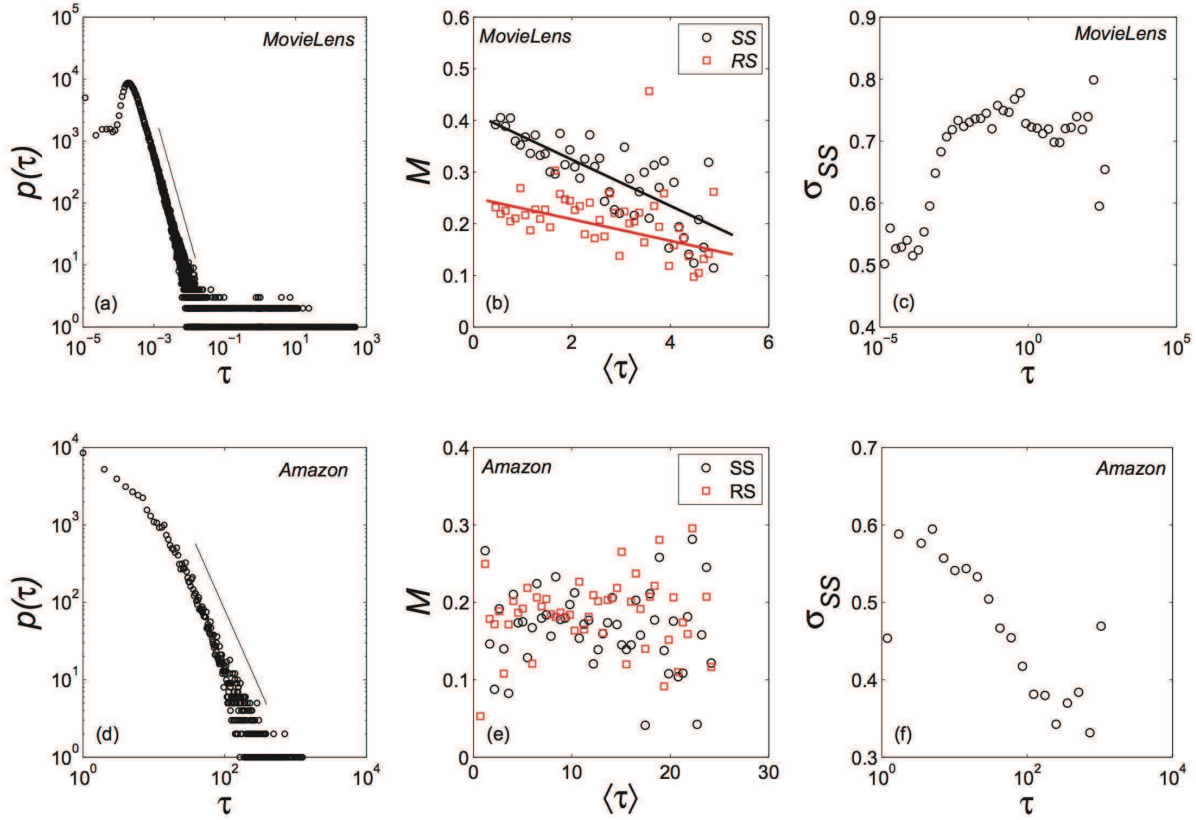 10^5
10^4
10^3
10^2
10^1
10^0
p(τ)
MovieLens
(a)
10^−5 10^−3 10^−1 10^1 10^3
τ
0.6
0.5
0.4
0.3
0.2
0.1
0
M
MovieLens
SS
RS
(b)
0 2 4 6
⟨τ⟩
0.9
0.8
0.7
0.6
0.5
0.4
σSS
MovieLens
(c)
10^−5 10^0 10^5
τ
10^4
10^3
10^2
10^1
10^0
p(τ)
Amazon
(d)
10^0 10^2 10^4
τ
0.4
0.3
0.2
0.1
0
M
Amazon
SS
RS
(e)
0 10 20 30
⟨τ⟩
0.7
0.6
0.5
0.4
0.3
σSS
Amazon
(f)
10^0 10^2 10^4
τ